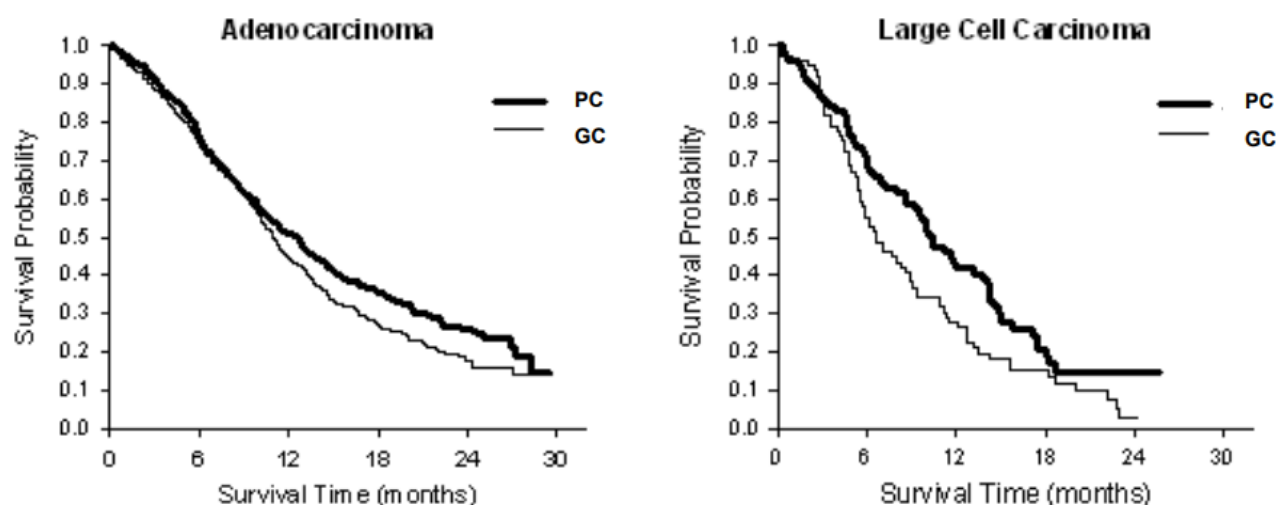 Adenocarcinoma
1.0
0.9
0.8
0.7
0.6
0.5
0.4
0.3
0.2
0.1
0.0
Survival Probability
PC
GC
0 6 12 18 24 30
Survival Time (months)
Large Cell Carcinoma
1.0
0.9
0.8
0.7
0.6
0.5
0.4
0.3
0.2
0.1
0.0
Survival Probability
PC
GC
0 6 12 18 24 30
Survival Time (months)